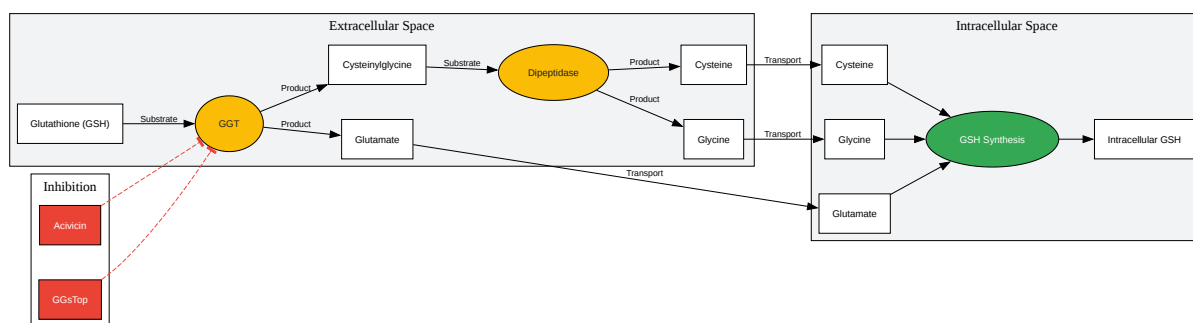 Extracellular Space
Intracellular Space
Glutathione (GSH)
Substrate
GGT
Product
Product
Cysteinylglycine
Glutamate
Substrate
Dipeptidase
Product
Product
Cysteine
Glycine
Transport
Transport
Transport
Cysteine
Glycine
Glutamate
GSH Synthesis
Intracellular GSH
Inhibition
Acivicin
GGsTop